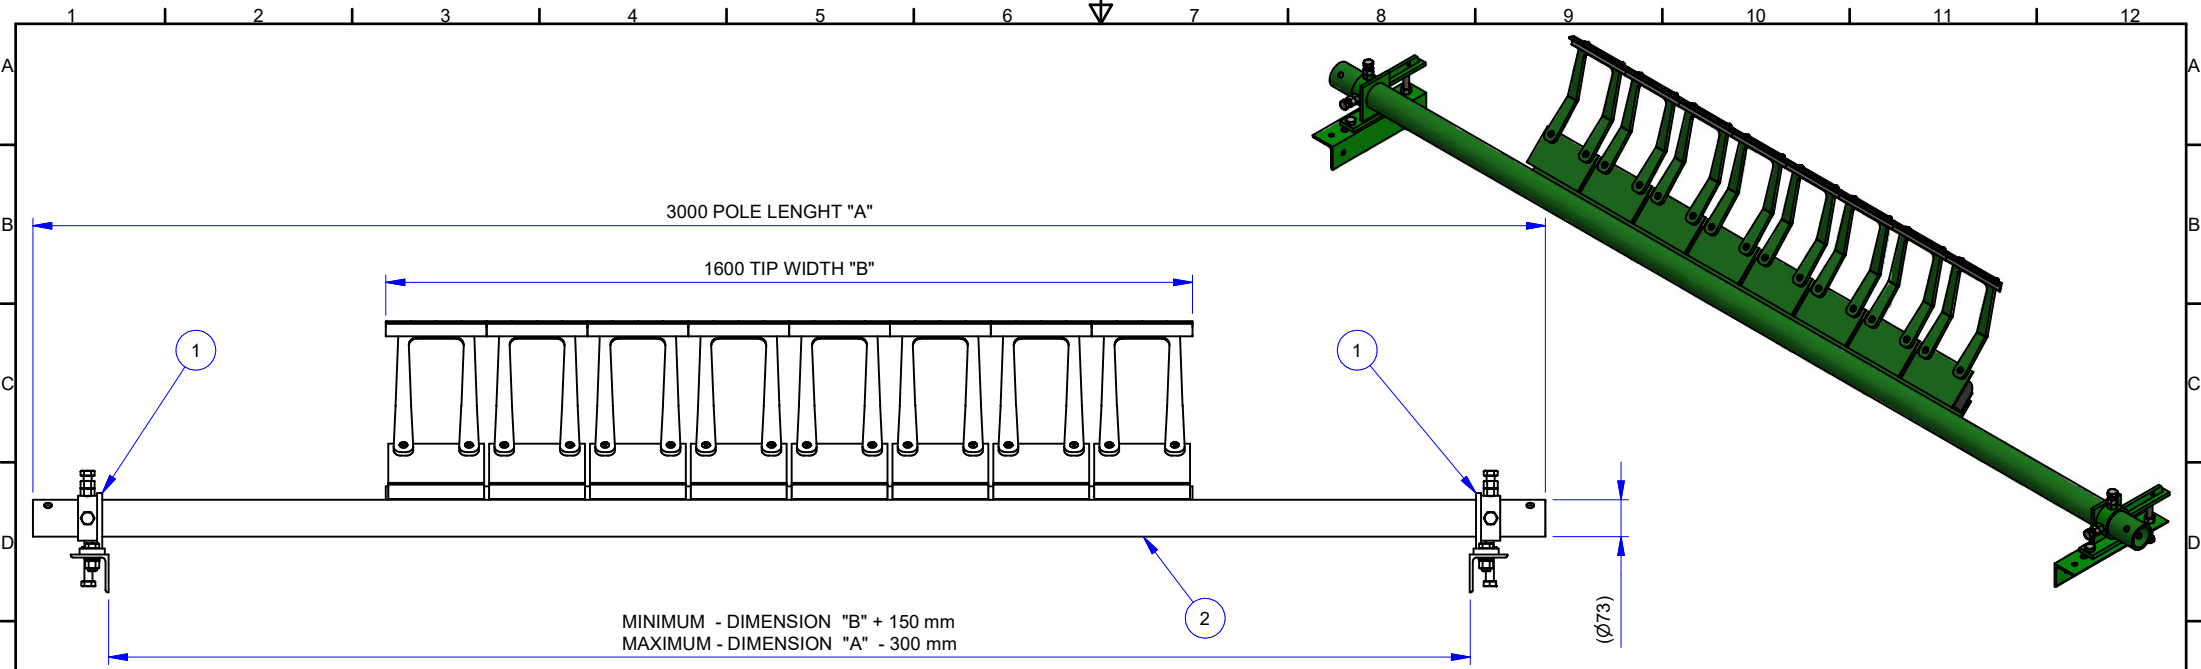 1 2 3 4 5 6 7 8 9 10 11 12
A A
3000 POLE LENGHT "A"
B B
1600 TIP WIDTH "B"
1 1
C C
D D
2
(Ø73)
MINIMUM - DIMENSION "B" + 150 mm
MAXIMUM - DIMENSION "A" - 300 mm